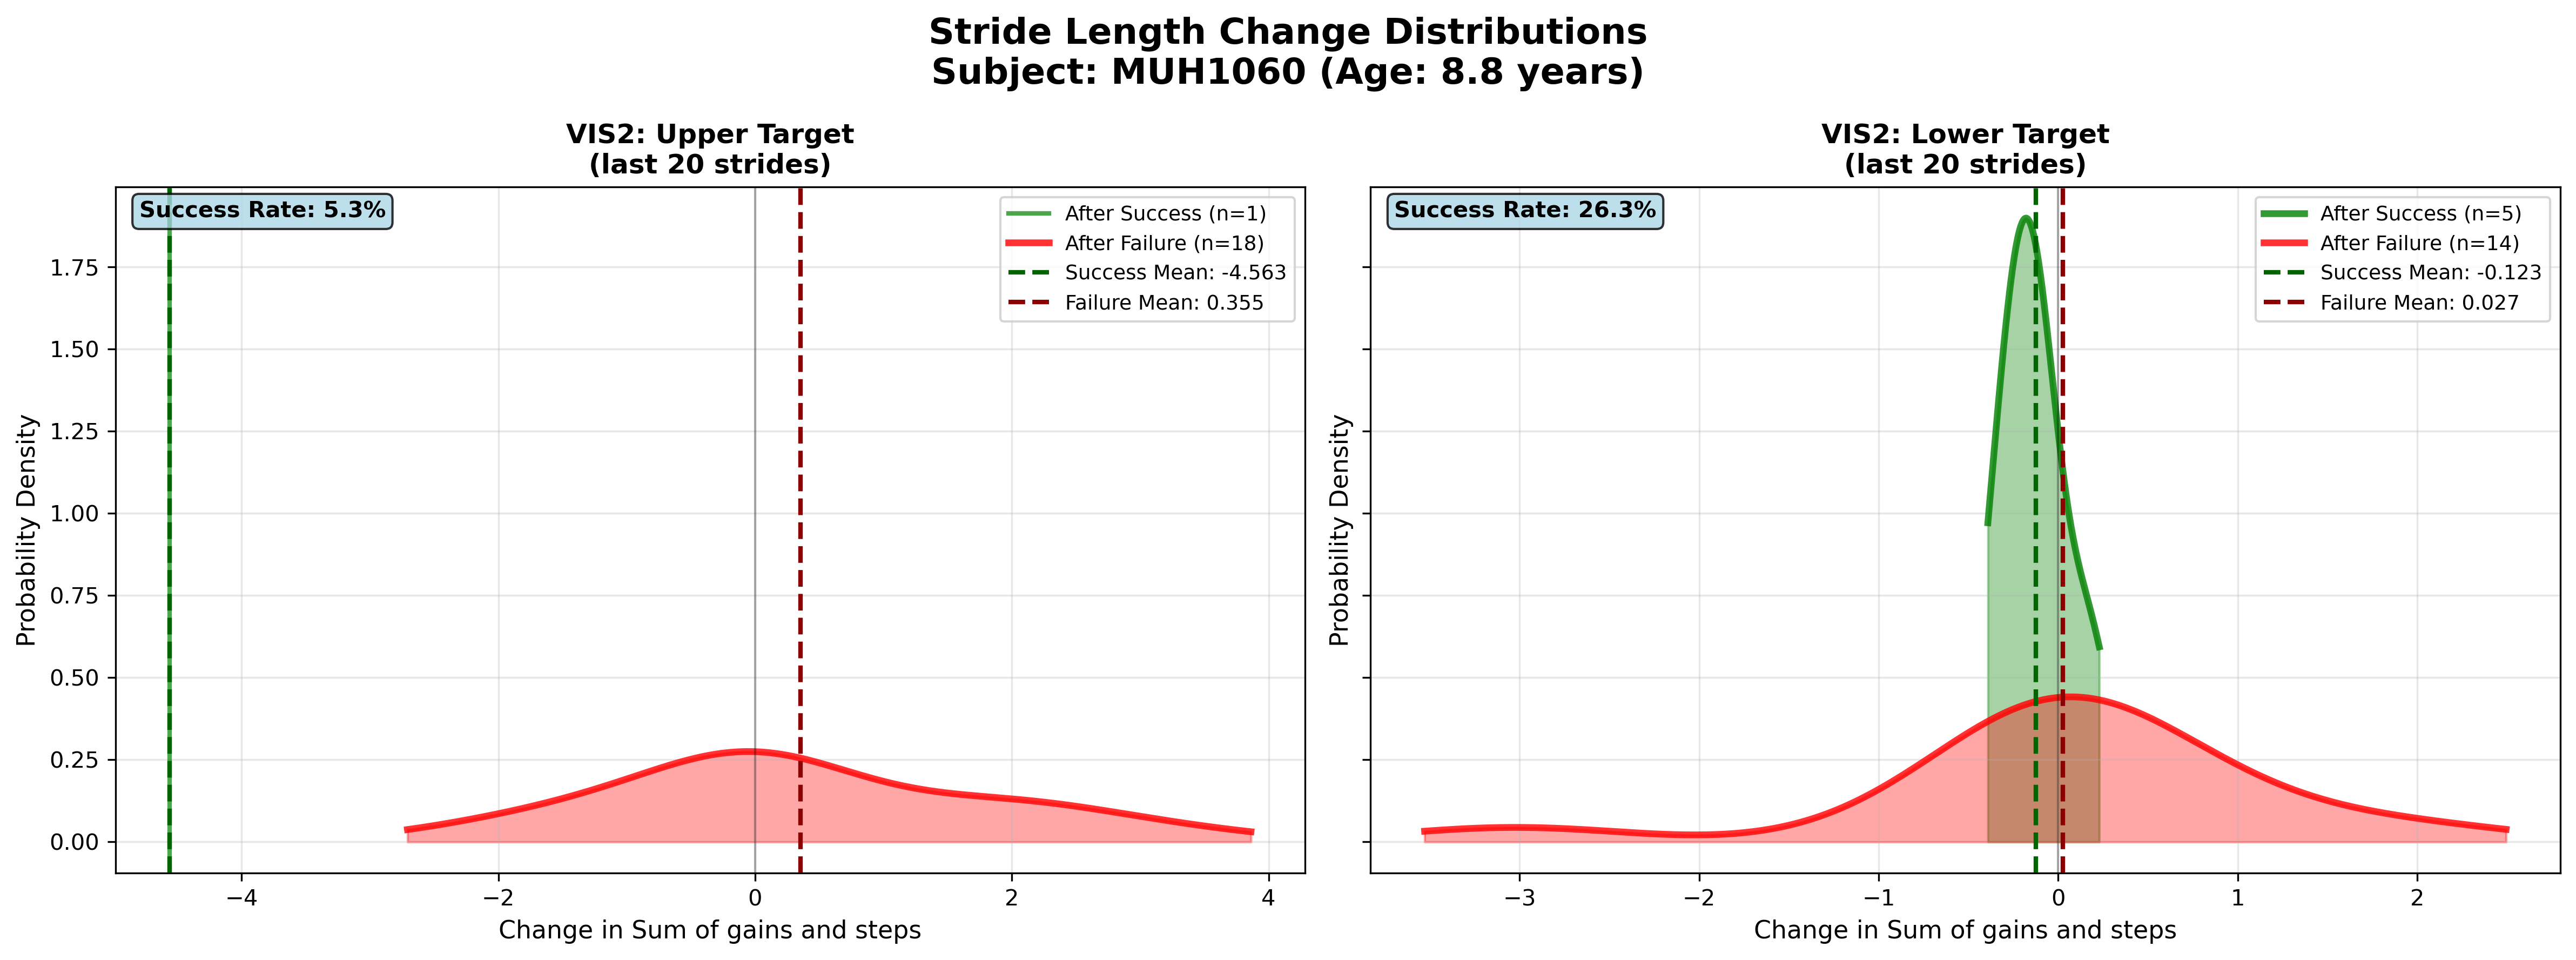 Stride Length Change Distributions
Subject: MUH1060 (Age: 8.8 years)
VIS2: Upper Target
(last 20 strides)
Success Rate: 5.3%
After Success (n=1)
After Failure (n=18)
Success Mean: -4.563
Failure Mean: 0.355
1.75
1.50
1.25
1.00
0.75
0.50
0.25
0.00
Probability Density
−4
−2
0
2
4
Change in Sum of gains and steps
VIS2: Lower Target
(last 20 strides)
Success Rate: 26.3%
After Success (n=5)
After Failure (n=14)
Success Mean: -0.123
Failure Mean: 0.027
Probability Density
−3
−2
−1
0
1
2
Change in Sum of gains and steps